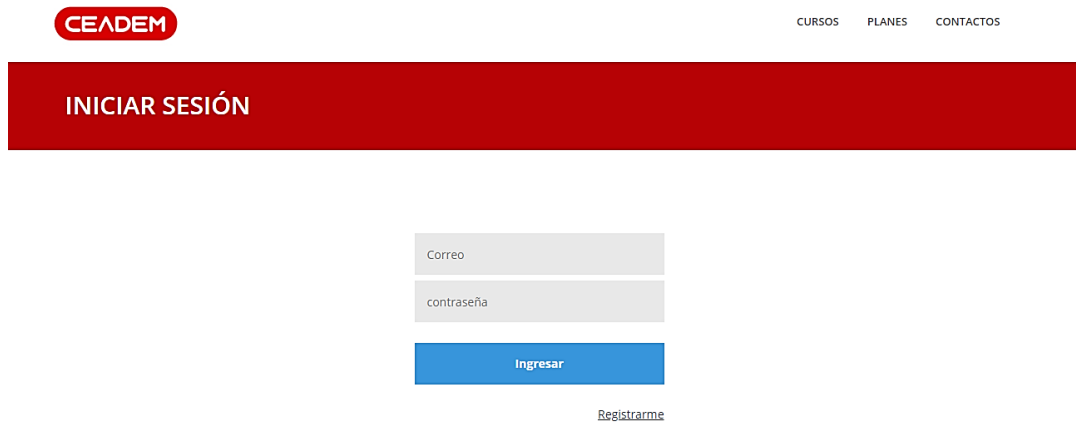 CEADEM
CURSOS PLANES CONTACTOS
INICIAR SESIÓN
Correo
contraseña
Ingresar
Registrarme